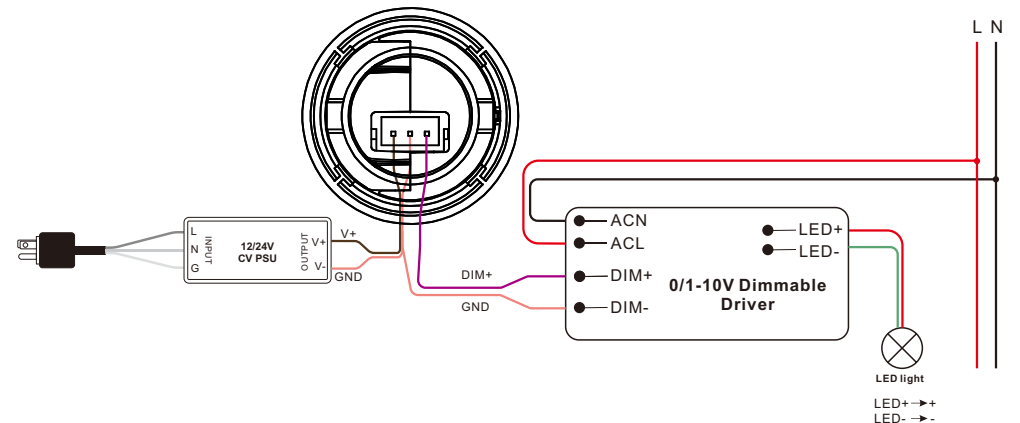 L N
ACN
ACL
DIM+
DIM-
LED+
LED-
0/1-10V Dimmable
Driver
L
N
G
INPUT
12/24V
CV PSU
OUTPUT
V+
V-
V+
GND
DIM+
GND
LED light
LED+→+
LED-→-